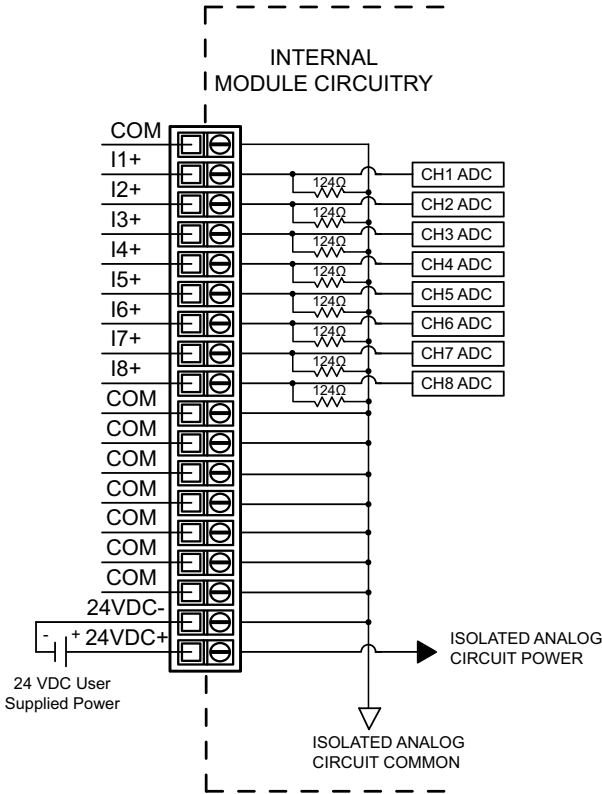 INTERNAL
MODULE CIRCUITRY
COM
I1+
I2+
I3+
I4+
I5+
I6+
I7+
I8+
COM
COM
COM
COM
COM
COM
COM
24VDC-
24VDC+
- +
24 VDC User
Supplied Power
124Ω
124Ω
124Ω
124Ω
124Ω
124Ω
124Ω
124Ω
CH1 ADC
CH2 ADC
CH3 ADC
CH4 ADC
CH5 ADC
CH6 ADC
CH7 ADC
CH8 ADC
ISOLATED ANALOG
CIRCUIT POWER
ISOLATED ANALOG
CIRCUIT COMMON